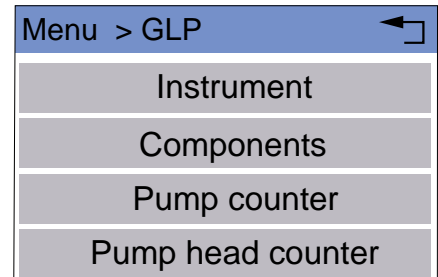 Menu > GLP
Instrument
Components
Pump counter
Pump head counter